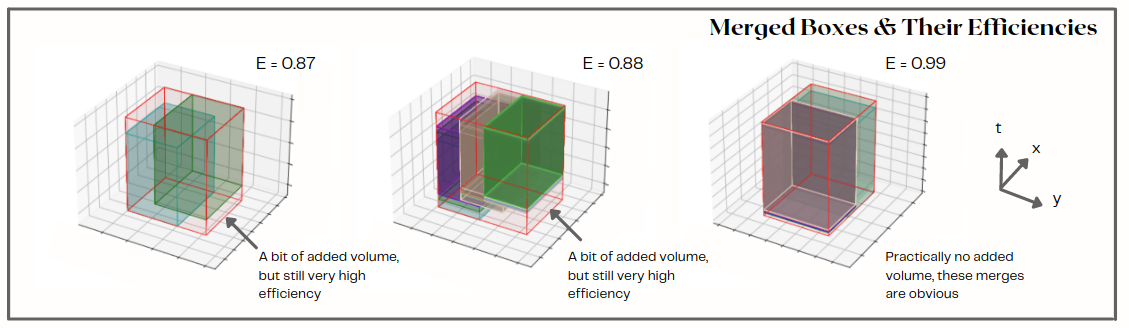 Merged Boxes & Their Efficiencies
E = 0.87
E = 0.88
E = 0.99
t
x
y
A bit of added volume,
but still very high
efficiency
A bit of added volume,
but still very high
efficiency
Practically no added
volume, these merges
are obvious